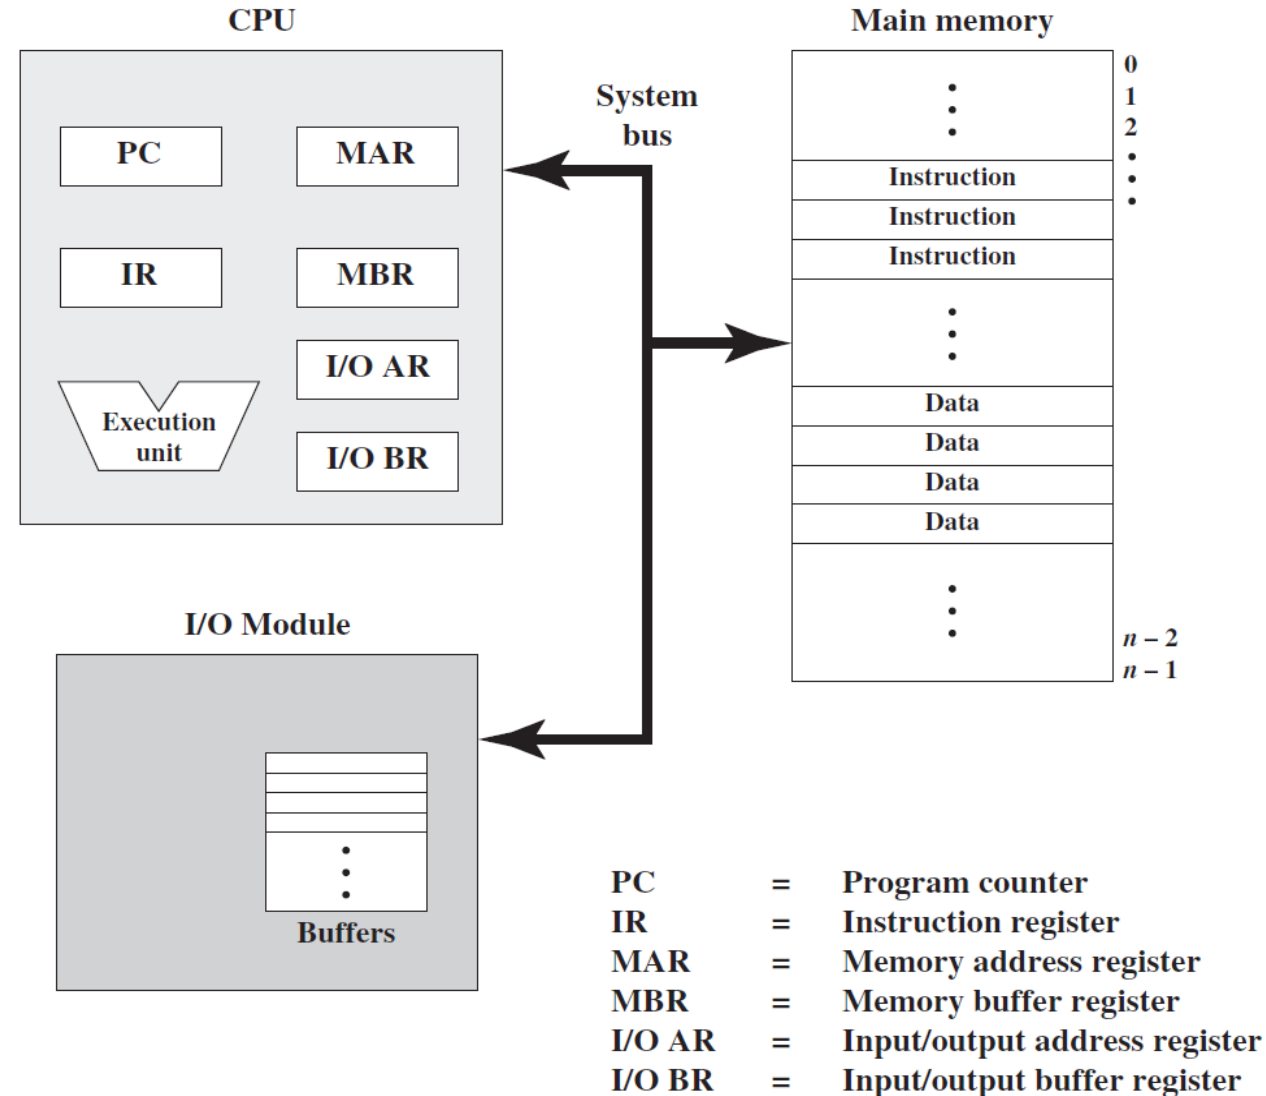 CPU
PC
MAR
IR
MBR
I/O AR
I/O BR
Execution
unit
System
bus
Main memory
0
1
2
Instruction
Instruction
Instruction
Data
Data
Data
Data
n – 2
n – 1
I/O Module
Buffers
PC = Program counter
IR = Instruction register
MAR = Memory address register
MBR = Memory buffer register
I/O AR = Input/output address register
I/O BR = Input/output buffer register